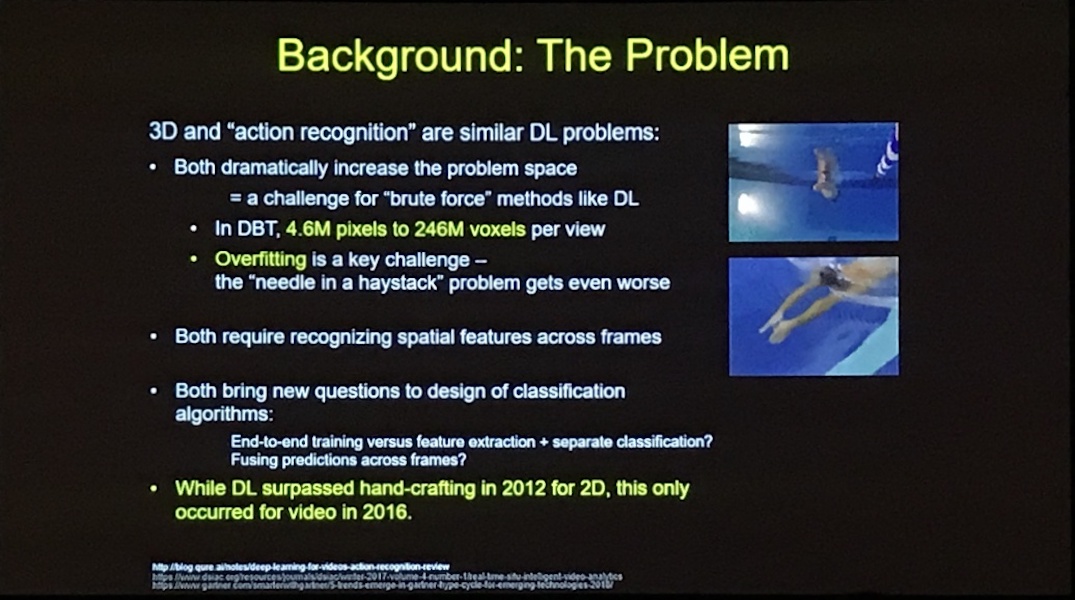 Background: The Problem
3D and “action recognition” are similar DL problems:
• Both dramatically increase the problem space
= a challenge for “brute force” methods like DL
• In DBT, 4.6M pixels to 246M voxels per view
• Overfitting is a key challenge –
the “needle in a haystack” problem gets even worse
• Both require recognizing spatial features across frames
• Both bring new questions to design of classification
algorithms:
End-to-end training versus feature extraction + separate classification?
Fusing predictions across frames?
• While DL surpassed hand-crafting in 2012 for 2D, this only
occurred for video in 2016.
http://blog.qure.ai/notes/deep-learning-for-videos-action-recognition-review
https://www.dsiac.org/resources/journals/dsiac/winter-2017-volume-4-number-1/real-time-situ-intelligent-video-analytics
https://www.gartner.com/smarterwithgartner/5-trends-emerge-in-gartner-hype-cycle-for-emerging-technologies-2018/